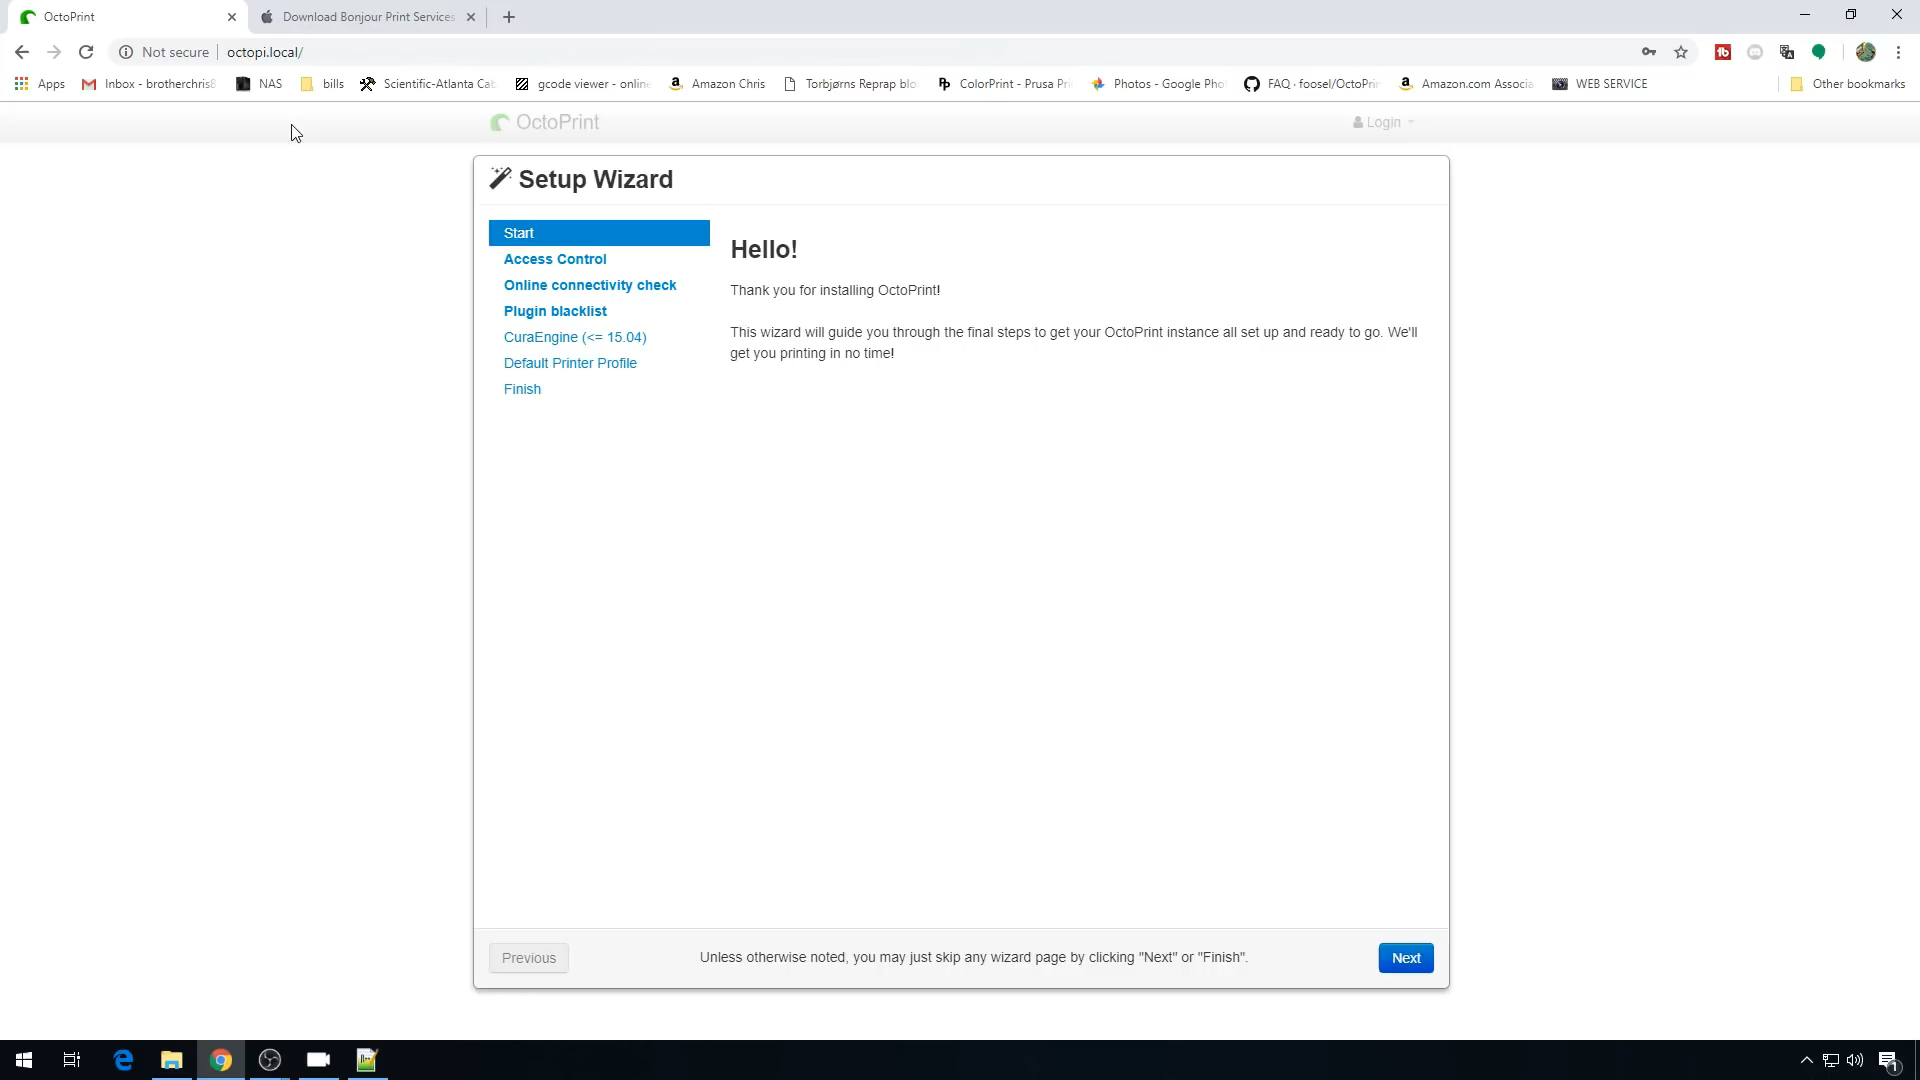 OctoPrint
Download Bonjour Print Services
Not secure octopi.local/
Apps Inbox - brotherchris8 NAS bills Scientific-Atlanta Cab gcode viewer - online Amazon Chris Torbjørns Reprap blo ColorPrint - Prusa Pri Photos - Google Pho FAQ · foosel/OctoPrin Amazon.com Associa WEB SERVICE Other bookmarks
OctoPrint
Login
Setup Wizard
Start
Access Control
Online connectivity check
Plugin blacklist
CuraEngine (<= 15.04)
Default Printer Profile
Finish
Hello!
Thank you for installing OctoPrint!
This wizard will guide you through the final steps to get your OctoPrint instance all set up and ready to go. We'll
get you printing in no time!
Previous
Unless otherwise noted, you may just skip any wizard page by clicking "Next" or "Finish".
Next
1